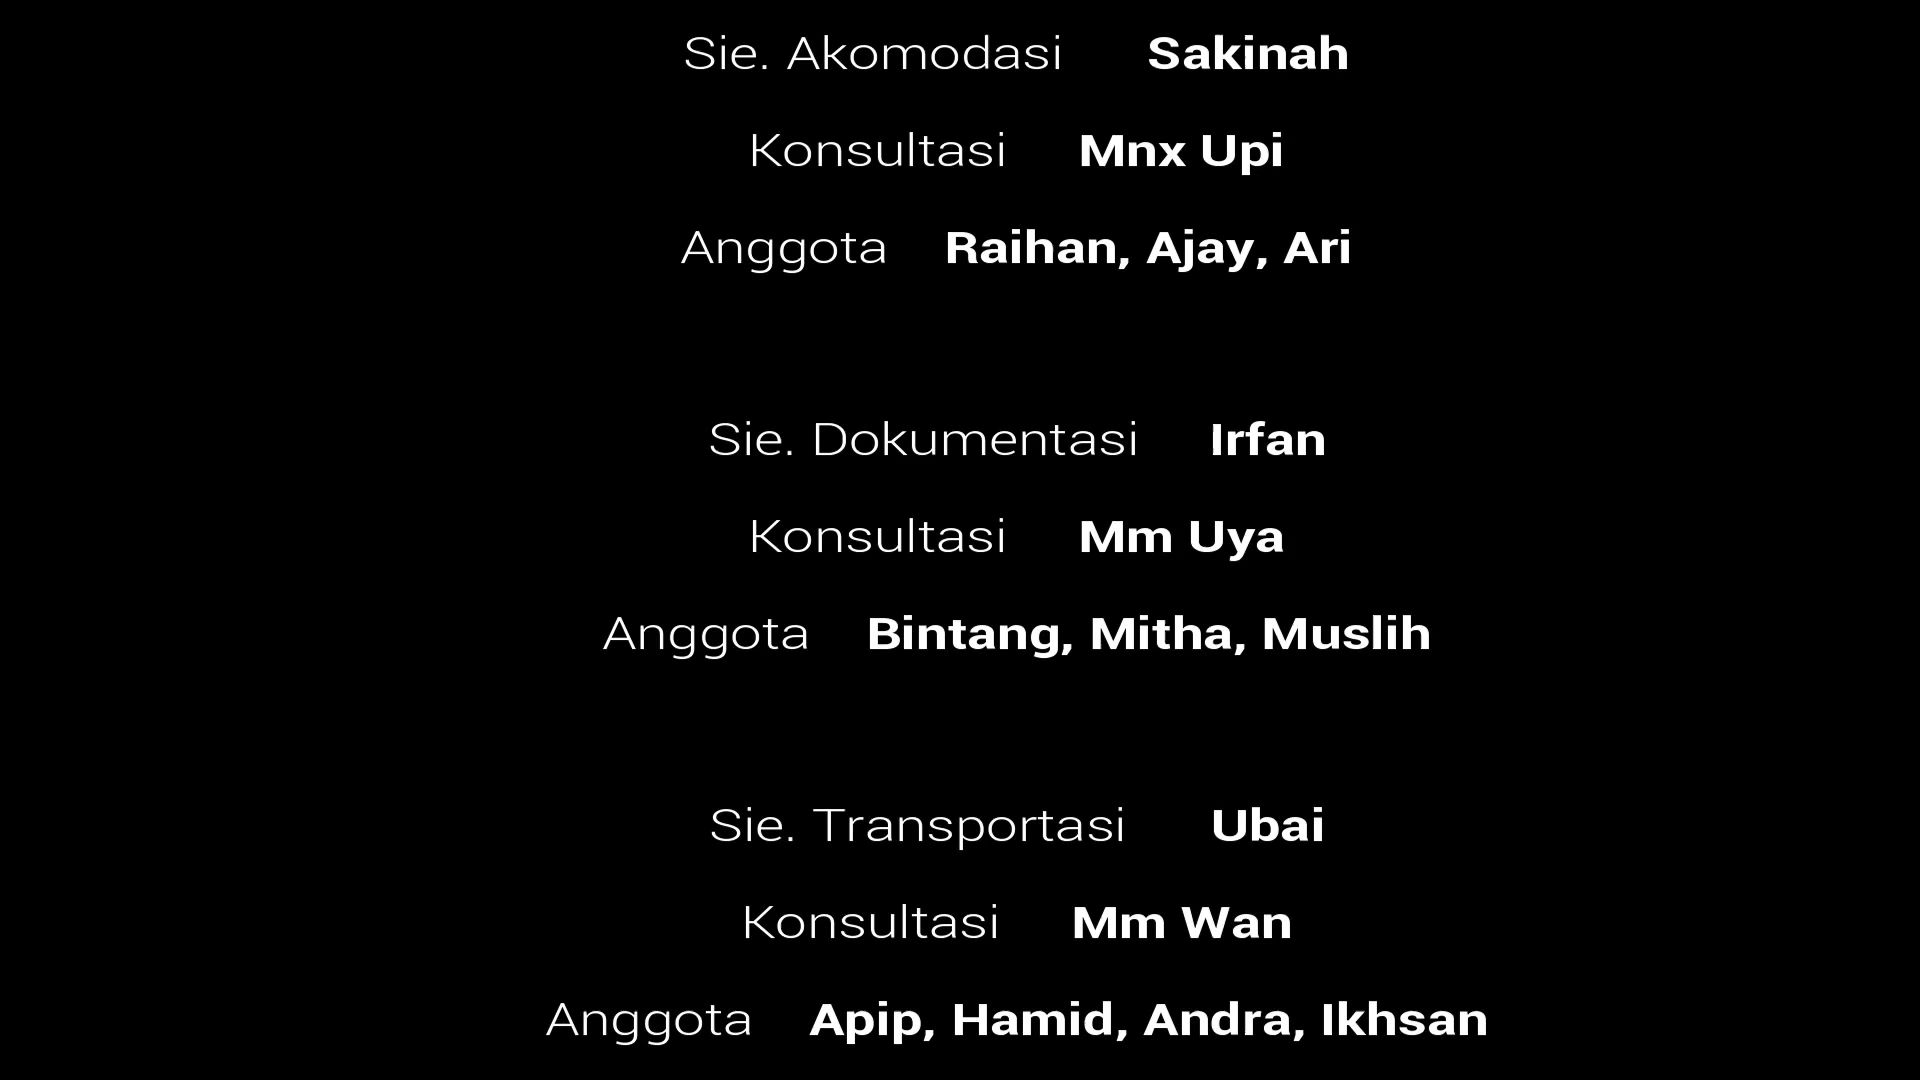 Sie. Akomodasi Sakinah
Konsultasi Mnx Upi
Anggota Raihan, Ajay, Ari
Sie. Dokumentasi Irfan
Konsultasi Mm Uya
Anggota Bintang, Mitha, Muslih
Sie. Transportasi Ubai
Konsultasi Mm Wan
Anggota Apip, Hamid, Andra, Ikhsan